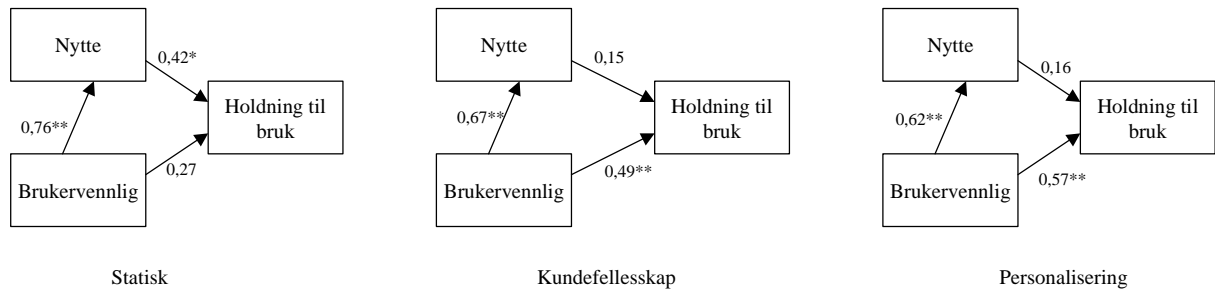 Nytte
0,42*
Holdning til
bruk
0,76**
0,27
Brukervennlig
Statisk
Nytte
0,15
Holdning til
bruk
0,67**
0,49**
Brukervennlig
Kundefellesskap
Nytte
0,16
Holdning til
bruk
0,62**
0,57**
Brukervennlig
Personalisering